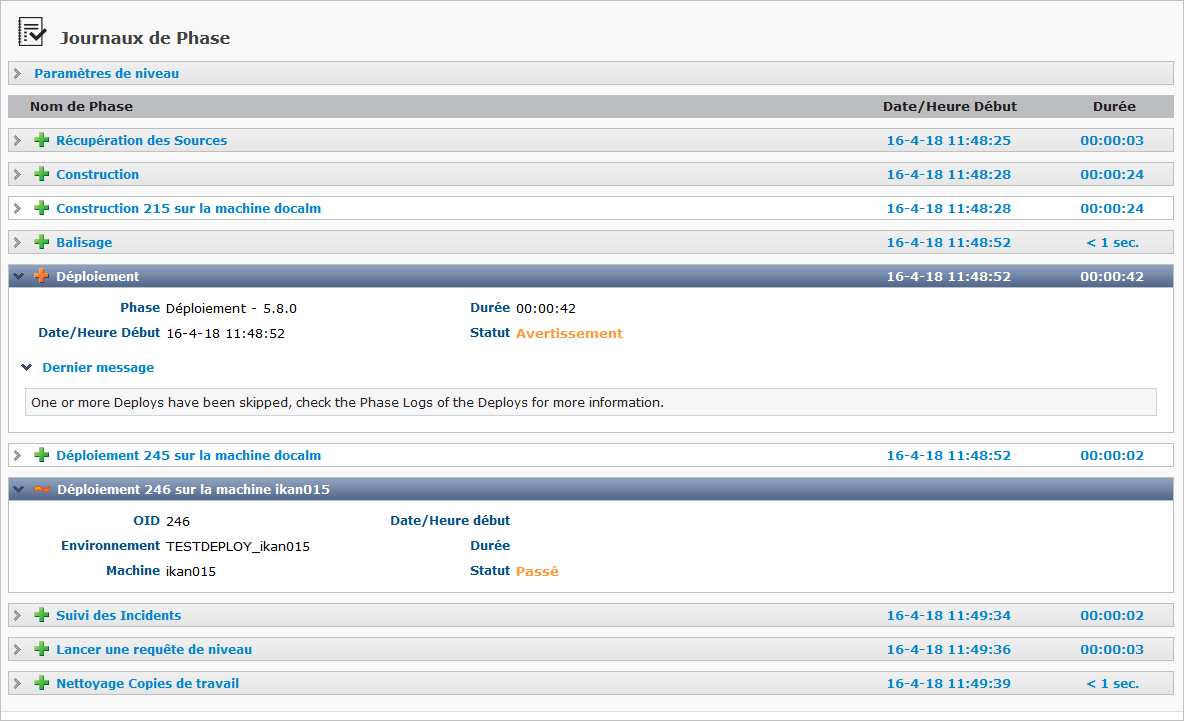 Journaux de Phase
Paramètres de niveau
Nom de Phase Date/Heure Début Durée
Récupération des Sources 16-4-18 11:48:25 00:00:03
Construction 16-4-18 11:48:28 00:00:24
Construction 215 sur la machine docalm 16-4-18 11:48:28 00:00:24
Balisage 16-4-18 11:48:52 < 1 sec.
Déploiement 16-4-18 11:48:52 00:00:42
Phase Déploiement - 5.8.0 Durée 00:00:42
Date/Heure Début 16-4-18 11:48:52 Statut Avertissement
Dernier message
One or more Deploys have been skipped, check the Phase Logs of the Deploys for more information.
Déploiement 245 sur la machine docalm 16-4-18 11:48:52 00:00:02
Déploiement 246 sur la machine ikan015
OID 246 Date/Heure début
Environnement TESTDEPLOY_ikan015 Durée
Machine ikan015 Statut Passé
Suivi des Incidents 16-4-18 11:49:34 00:00:02
Lancer une requête de niveau 16-4-18 11:49:36 00:00:03
Nettoyage Copies de travail 16-4-18 11:49:39 < 1 sec.